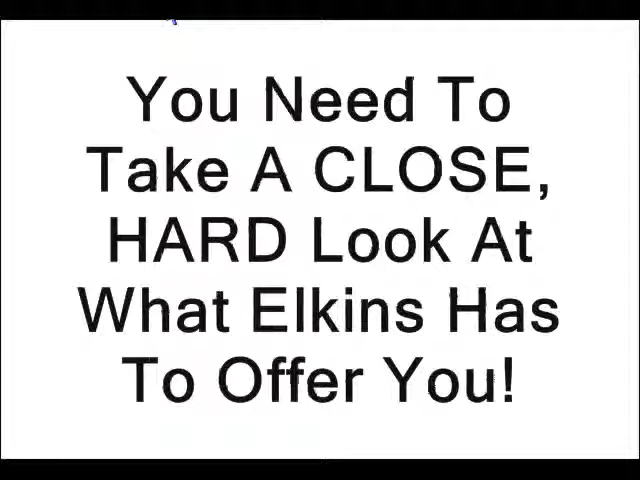 You Need To
Take A CLOSE,
HARD Look At
What Elkins Has
To Offer You!